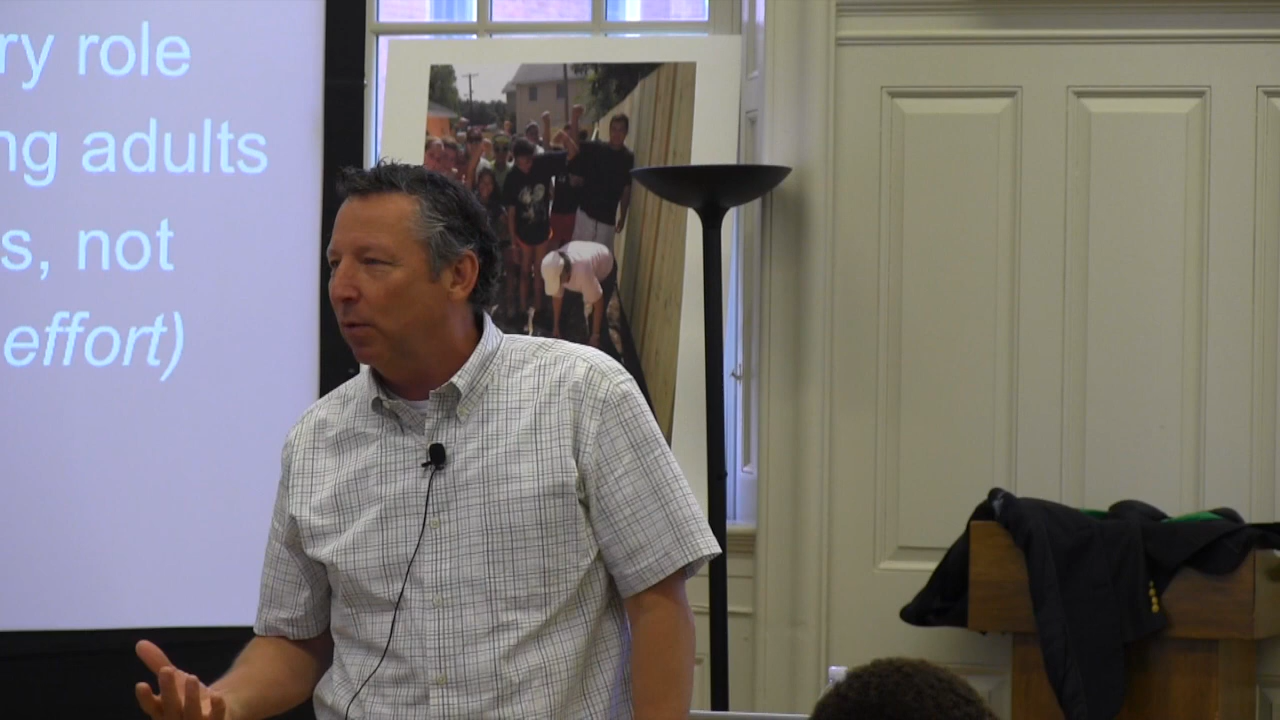 ry role
ng adults
s, not
effort)